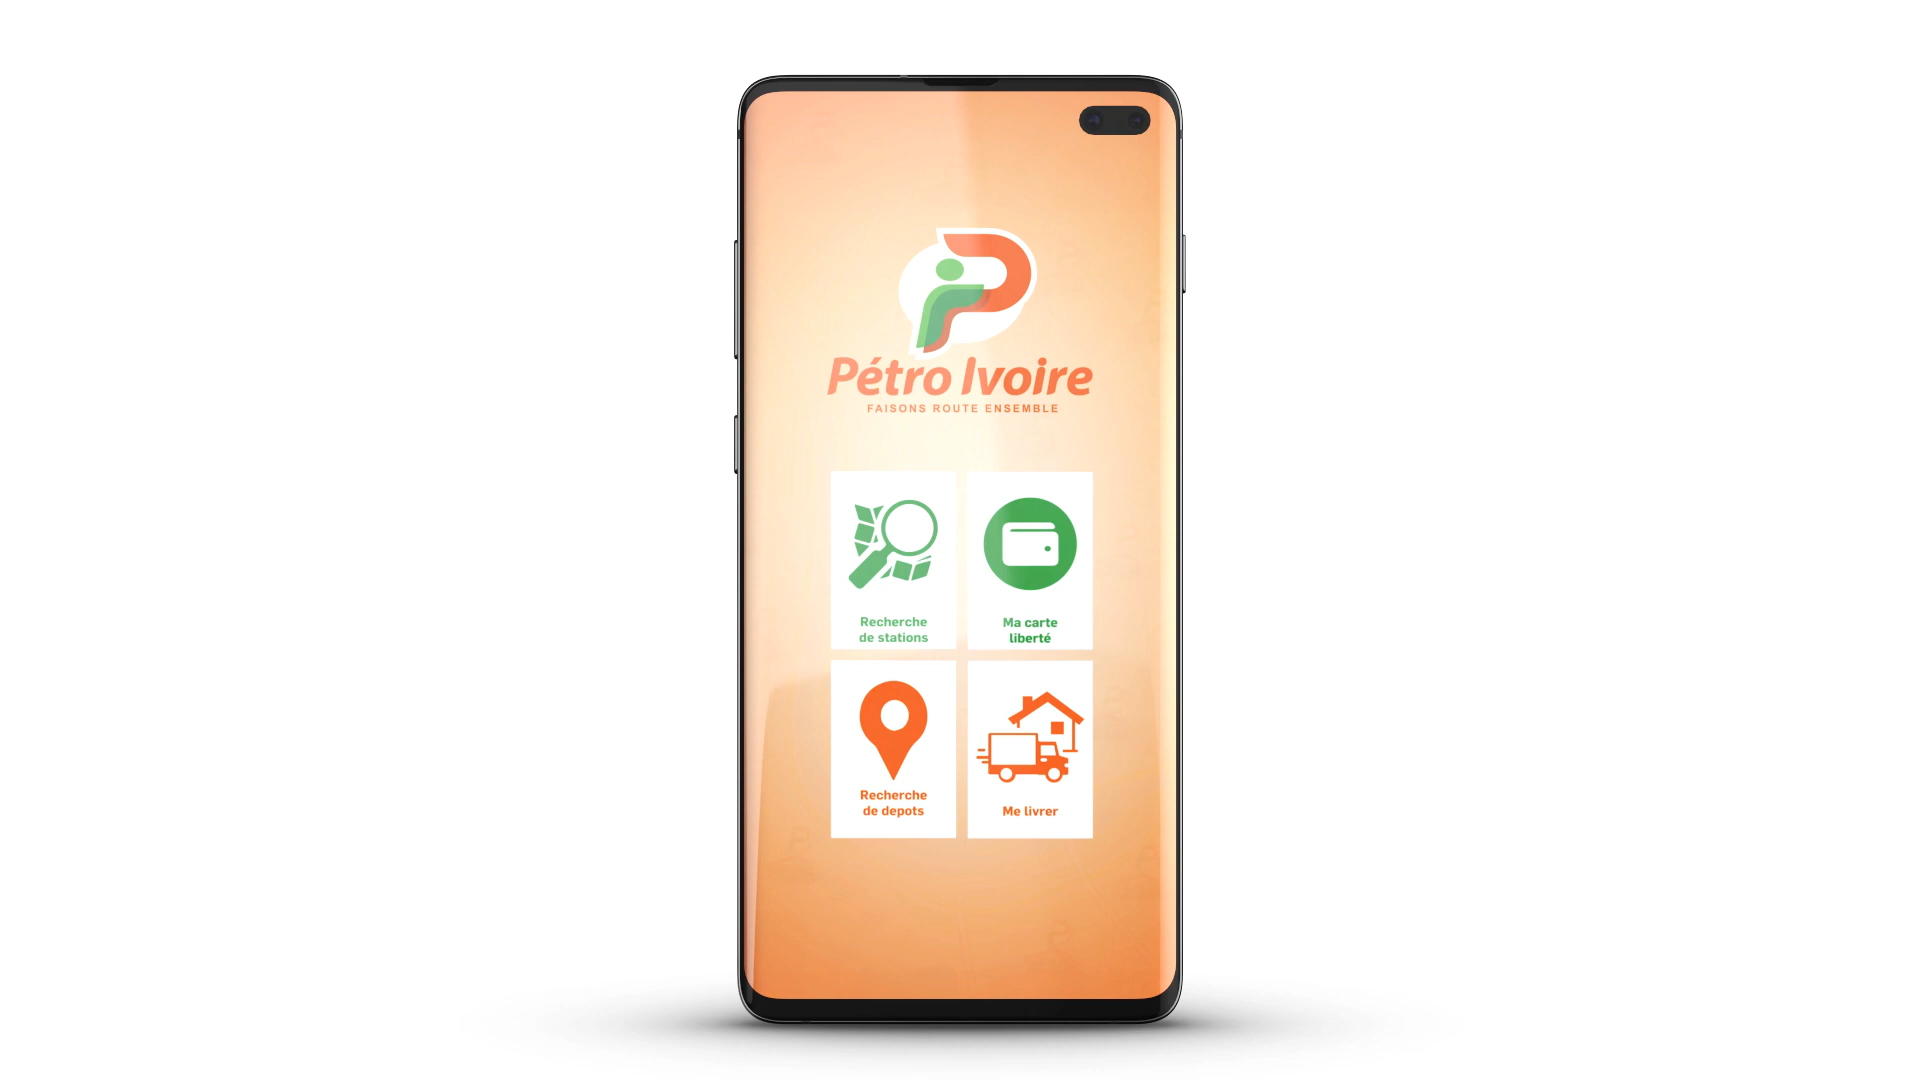 Pétro Ivoire
FAISONS ROUTE ENSEMBLE
Recherche
de stations
Ma carte
liberté
Recherche
de depots
Me livrer